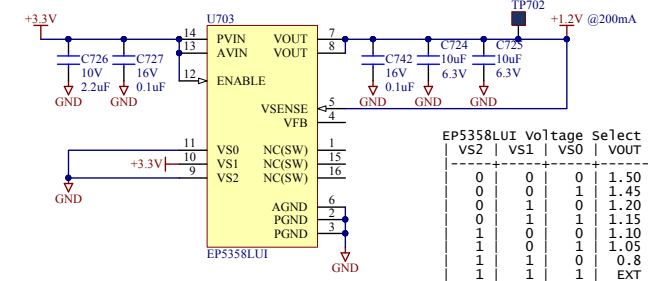 TP702
+3.3V
U703
+1.2V @200mA
14 PVIN VOUT 7
13 AVIN VOUT 8
C726
10V
2.2uF
C727
16V
0.1uF
C742
16V
0.1uF
C724
10uF
6.3V
C725
10uF
6.3V
12 ENABLE
GND GND GND GND GND
VSENSE 5
VFB 4
11 VS0 NC(SW) 1
+3.3V 10 VS1 NC(SW) 15
9 VS2 NC(SW) 16
GND
AGND 6
PGND 2
PGND 3
EP5358LUI
GND
EP5358LUI Voltage Select
| VS2 | VS1 | VS0 | VOUT
|-----+-----+-----+-----
| 0 | 0 | 0 | 1.50
| 0 | 0 | 1 | 1.45
| 0 | 1 | 0 | 1.20
| 0 | 1 | 1 | 1.15
| 1 | 0 | 0 | 1.10
| 1 | 0 | 1 | 1.05
| 1 | 1 | 0 | 0.8
| 1 | 1 | 1 | EXT